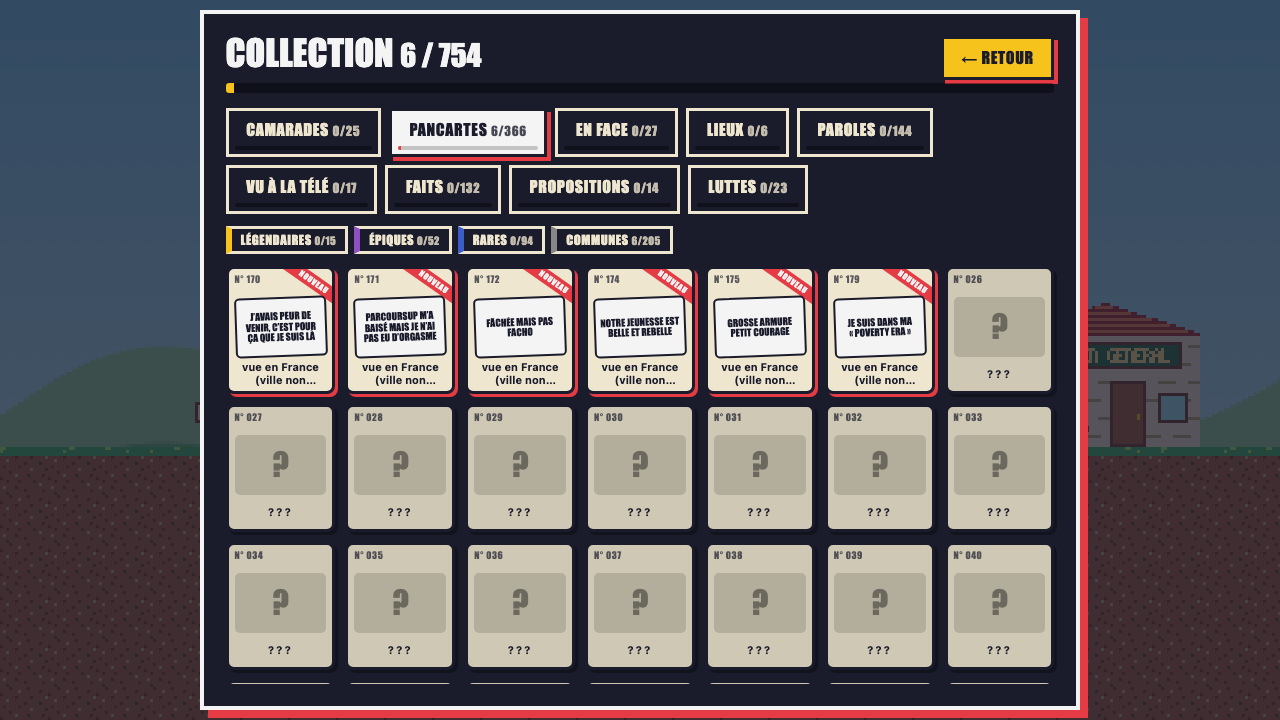 COLLECTION 6 / 754
← RETOUR
CAMARADES 0/25
PANCARTES 6/366
EN FACE 0/27
LIEUX 0/6
PAROLES 0/144
VU À LA TÉLÉ 0/17
FAITS 0/132
PROPOSITIONS 0/14
LUTTES 0/23
LÉGENDAIRES 0/15
ÉPIQUES 0/52
RARES 0/94
COMMUNES 6/205
N° 170
NOUVEAU
J'AVAIS PEUR DE
VENIR, C'EST POUR
ÇA QUE JE SUIS LÀ
vue en France
(ville non...
N° 171
NOUVEAU
PARCOURSUP M'A
BAISÉ MAIS JE N'AI
PAS EU D'ORGASME
vue en France
(ville non...
N° 172
NOUVEAU
FÂCHÉE MAIS PAS
FACHO
vue en France
(ville non...
N° 174
NOUVEAU
NOTRE JEUNESSE EST
BELLE ET REBELLE
vue en France
(ville non...
N° 175
NOUVEAU
GROSSE ARMURE
PETIT COURAGE
vue en France
(ville non...
N° 179
NOUVEAU
JE SUIS DANS MA
« POVERTY ERA »
vue en France
(ville non...
N° 026
?
? ? ?
N° 027
?
? ? ?
N° 028
?
? ? ?
N° 029
?
? ? ?
N° 030
?
? ? ?
N° 031
?
? ? ?
N° 032
?
? ? ?
N° 033
?
? ? ?
N° 034
?
? ? ?
N° 035
?
? ? ?
N° 036
?
? ? ?
N° 037
?
? ? ?
N° 038
?
? ? ?
N° 039
?
? ? ?
N° 040
?
? ? ?
GENERAL